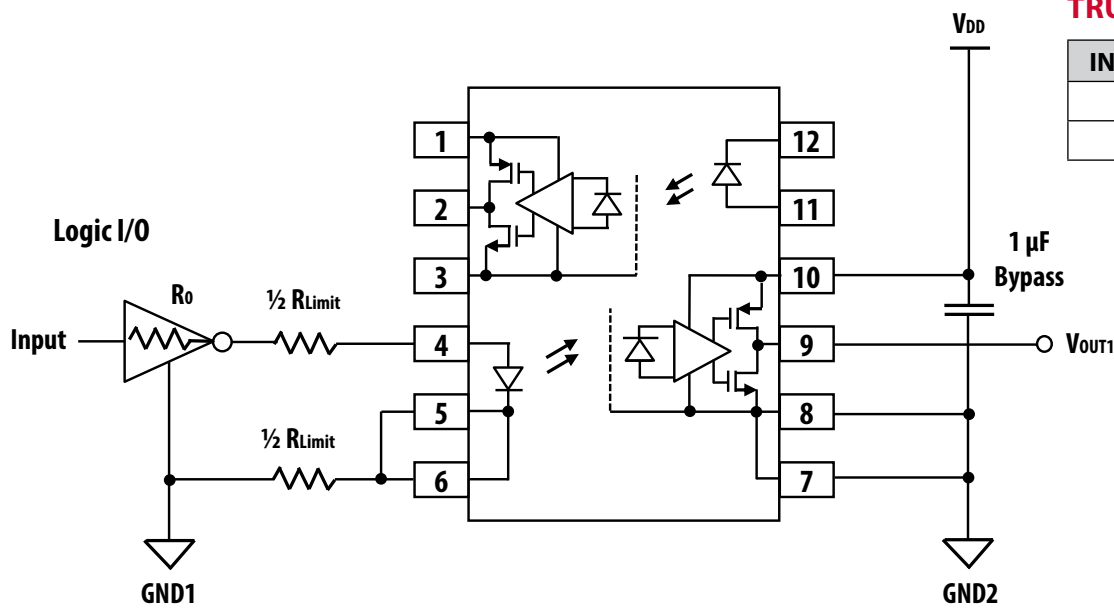 TRU
IN
VDD
1
2
3
4
5
6
12
11
10
9
8
7
Logic I/O
R0
½ RLimit
Input
½ RLimit
GND1
1 µF
Bypass
VOUT1
GND2